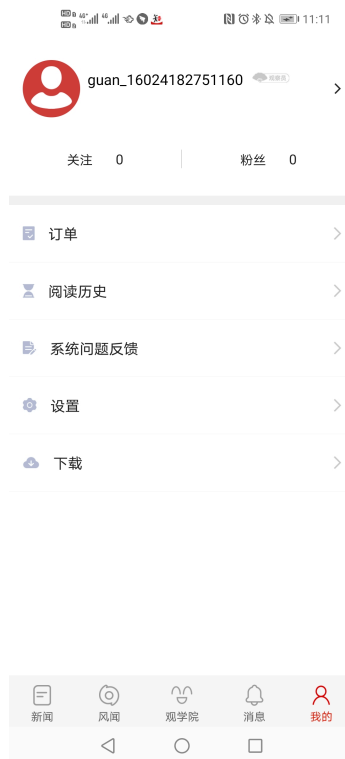 11:11
guan_16024182751160
关注 0 粉丝 0
订单
阅读历史
系统问题反馈
设置
下载
新闻 风闻 观学院 消息 我的